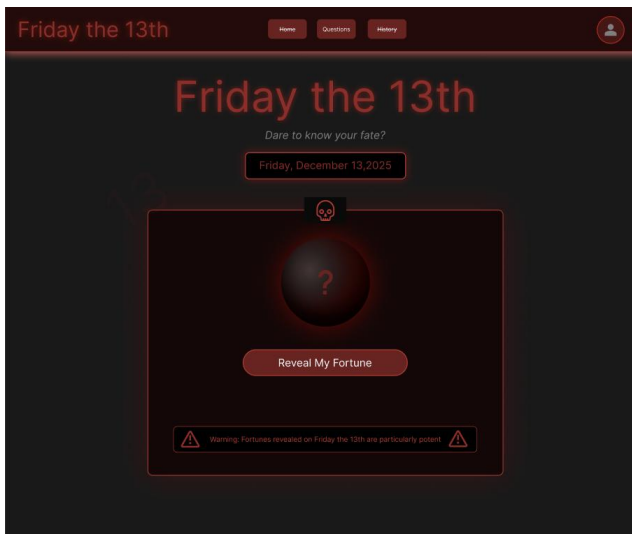 Friday the 13th
Home
Questions
History
Friday the 13th
Dare to know your fate?
Friday, December 13,2025
13
?
Reveal My Fortune
Warning: Fortunes revealed on Friday the 13th are particularly potent